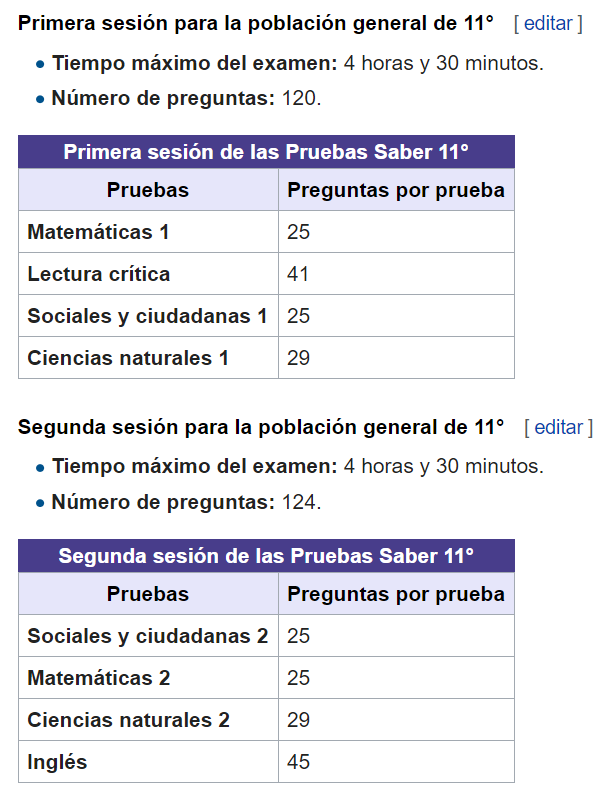 Primera sesión para la población general de 11° [ editar ]
Tiempo máximo del examen: 4 horas y 30 minutos.
Número de preguntas: 120.
Primera sesión de las Pruebas Saber 11°
Pruebas Preguntas por prueba
Matemáticas 1 25
Lectura crítica 41
Sociales y ciudadanas 1 25
Ciencias naturales 1 29
Segunda sesión para la población general de 11° [ editar ]
Tiempo máximo del examen: 4 horas y 30 minutos.
Número de preguntas: 124.
Segunda sesión de las Pruebas Saber 11°
Pruebas Preguntas por prueba
Sociales y ciudadanas 2 25
Matemáticas 2 25
Ciencias naturales 2 29
Inglés 45